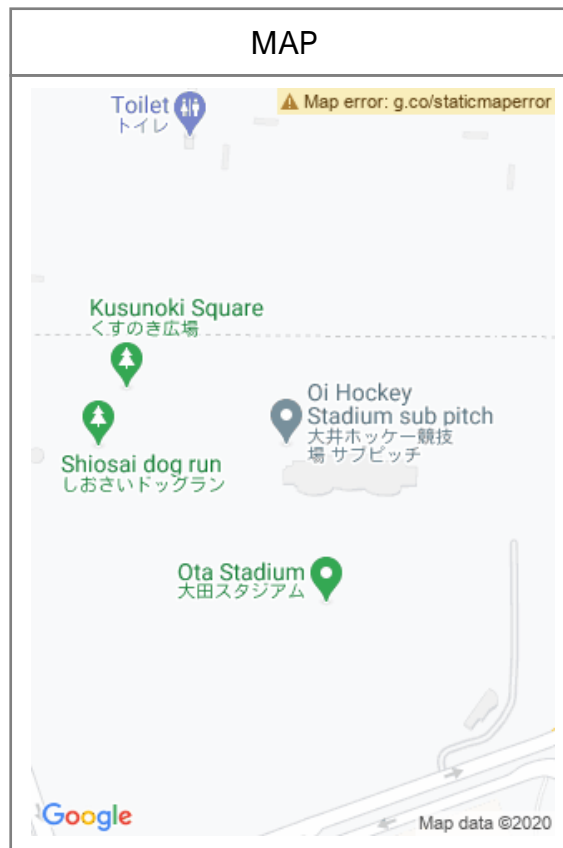 MAP
Toilet
トイレ
Map error: g.co/staticmaperror
Kusunoki Square
くすのき広場
Oi Hockey
Stadium sub pitch
大井ホッケー競技
場 サブピッチ
Shiosai dog run
しおさいドッグラン
Ota Stadium
大田スタジアム
Google
Map data ©2020